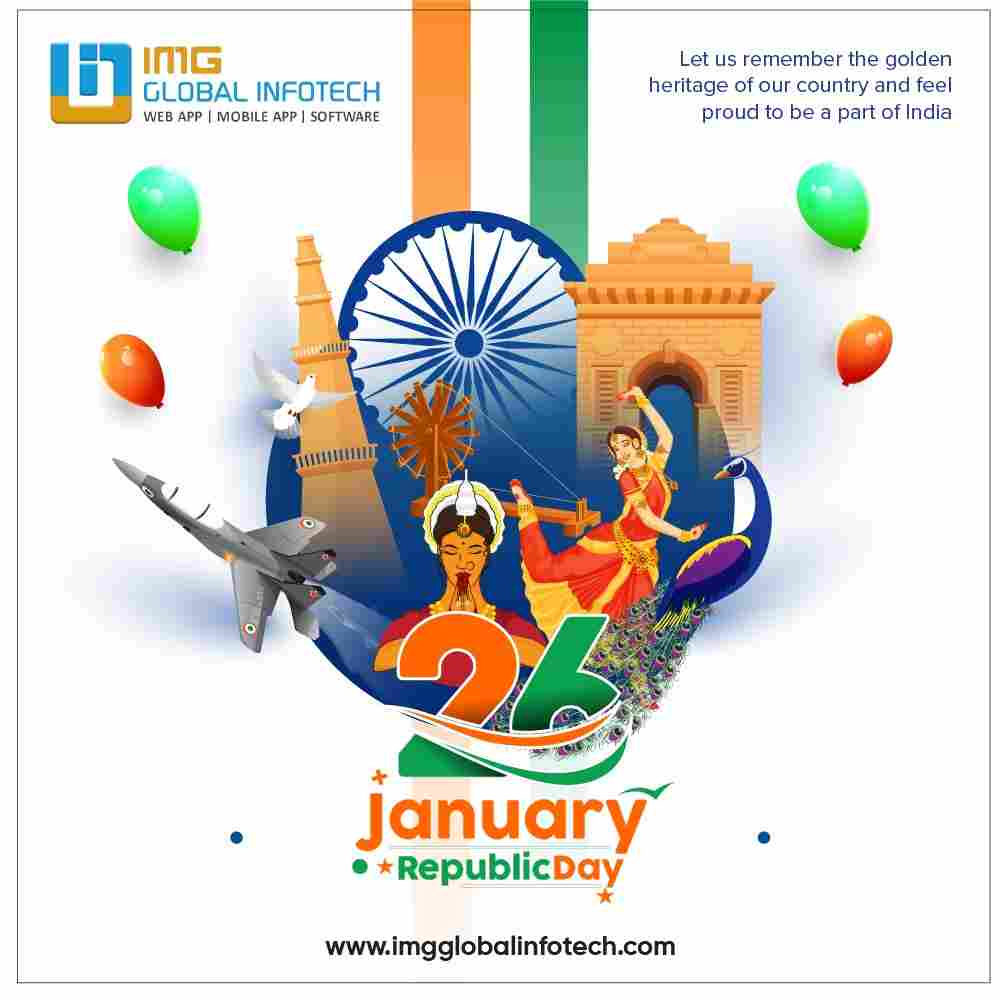 IMG
GLOBAL INFOTECH
WEB APP | MOBILE APP | SOFTWARE
Let us remember the golden
heritage of our country and feel
proud to be a part of India
26
january
RepublicDay
www.imgglobalinfotech.com